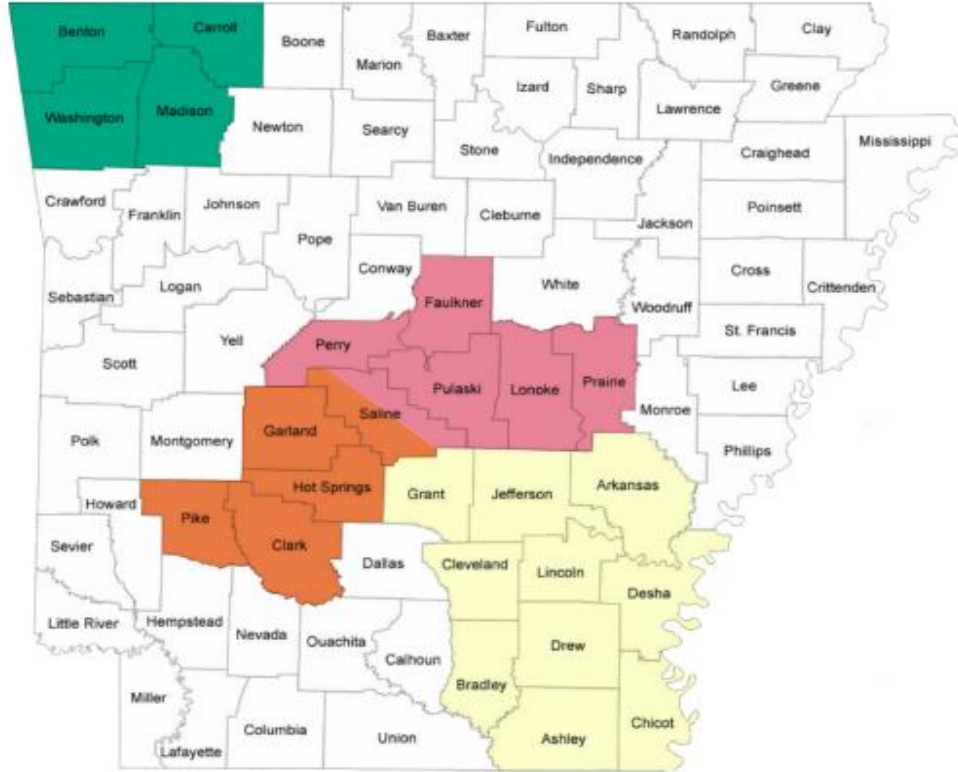 Benton
Carroll
Boone
Baxter
Fulton
Randolph
Clay
Marion
Izard
Sharp
Greene
Lawrence
Washington
Madison
Newton
Searcy
Stone
Independence
Craighead
Mississippi
Crawford
Franklin
Johnson
Van Buren
Cleburne
Jackson
Poinsett
Pope
Conway
White
Cross
Crittenden
Sebastian
Logan
Faulkner
Woodruff
St. Francis
Yell
Perry
Scott
Pulaski
Lonoke
Prairie
Lee
Saline
Monroe
Garland
Polk
Montgomery
Phillips
Hot Springs
Grant
Jefferson
Arkansas
Howard
Pike
Clark
Sevier
Dallas
Cleveland
Lincoln
Desha
Little River
Hempstead
Nevada
Ouachita
Calhoun
Drew
Bradley
Miller
Columbia
Union
Ashley
Chicot
Lafayette